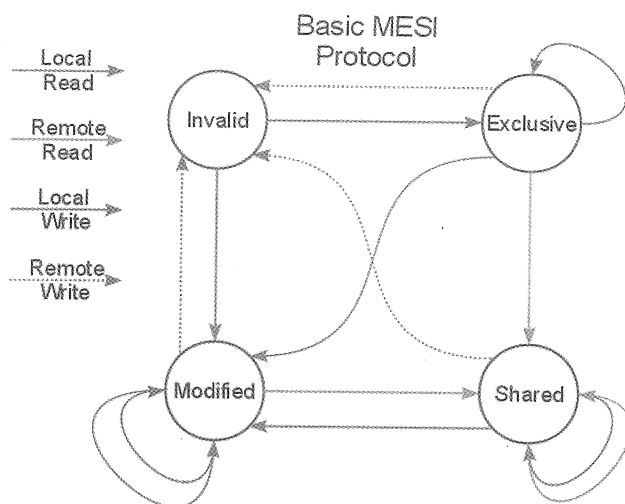 Basic MESI
Protocol
Local
Read
Remote
Read
Local
Write
Remote
Write
Invalid
Exclusive
Modified
Shared